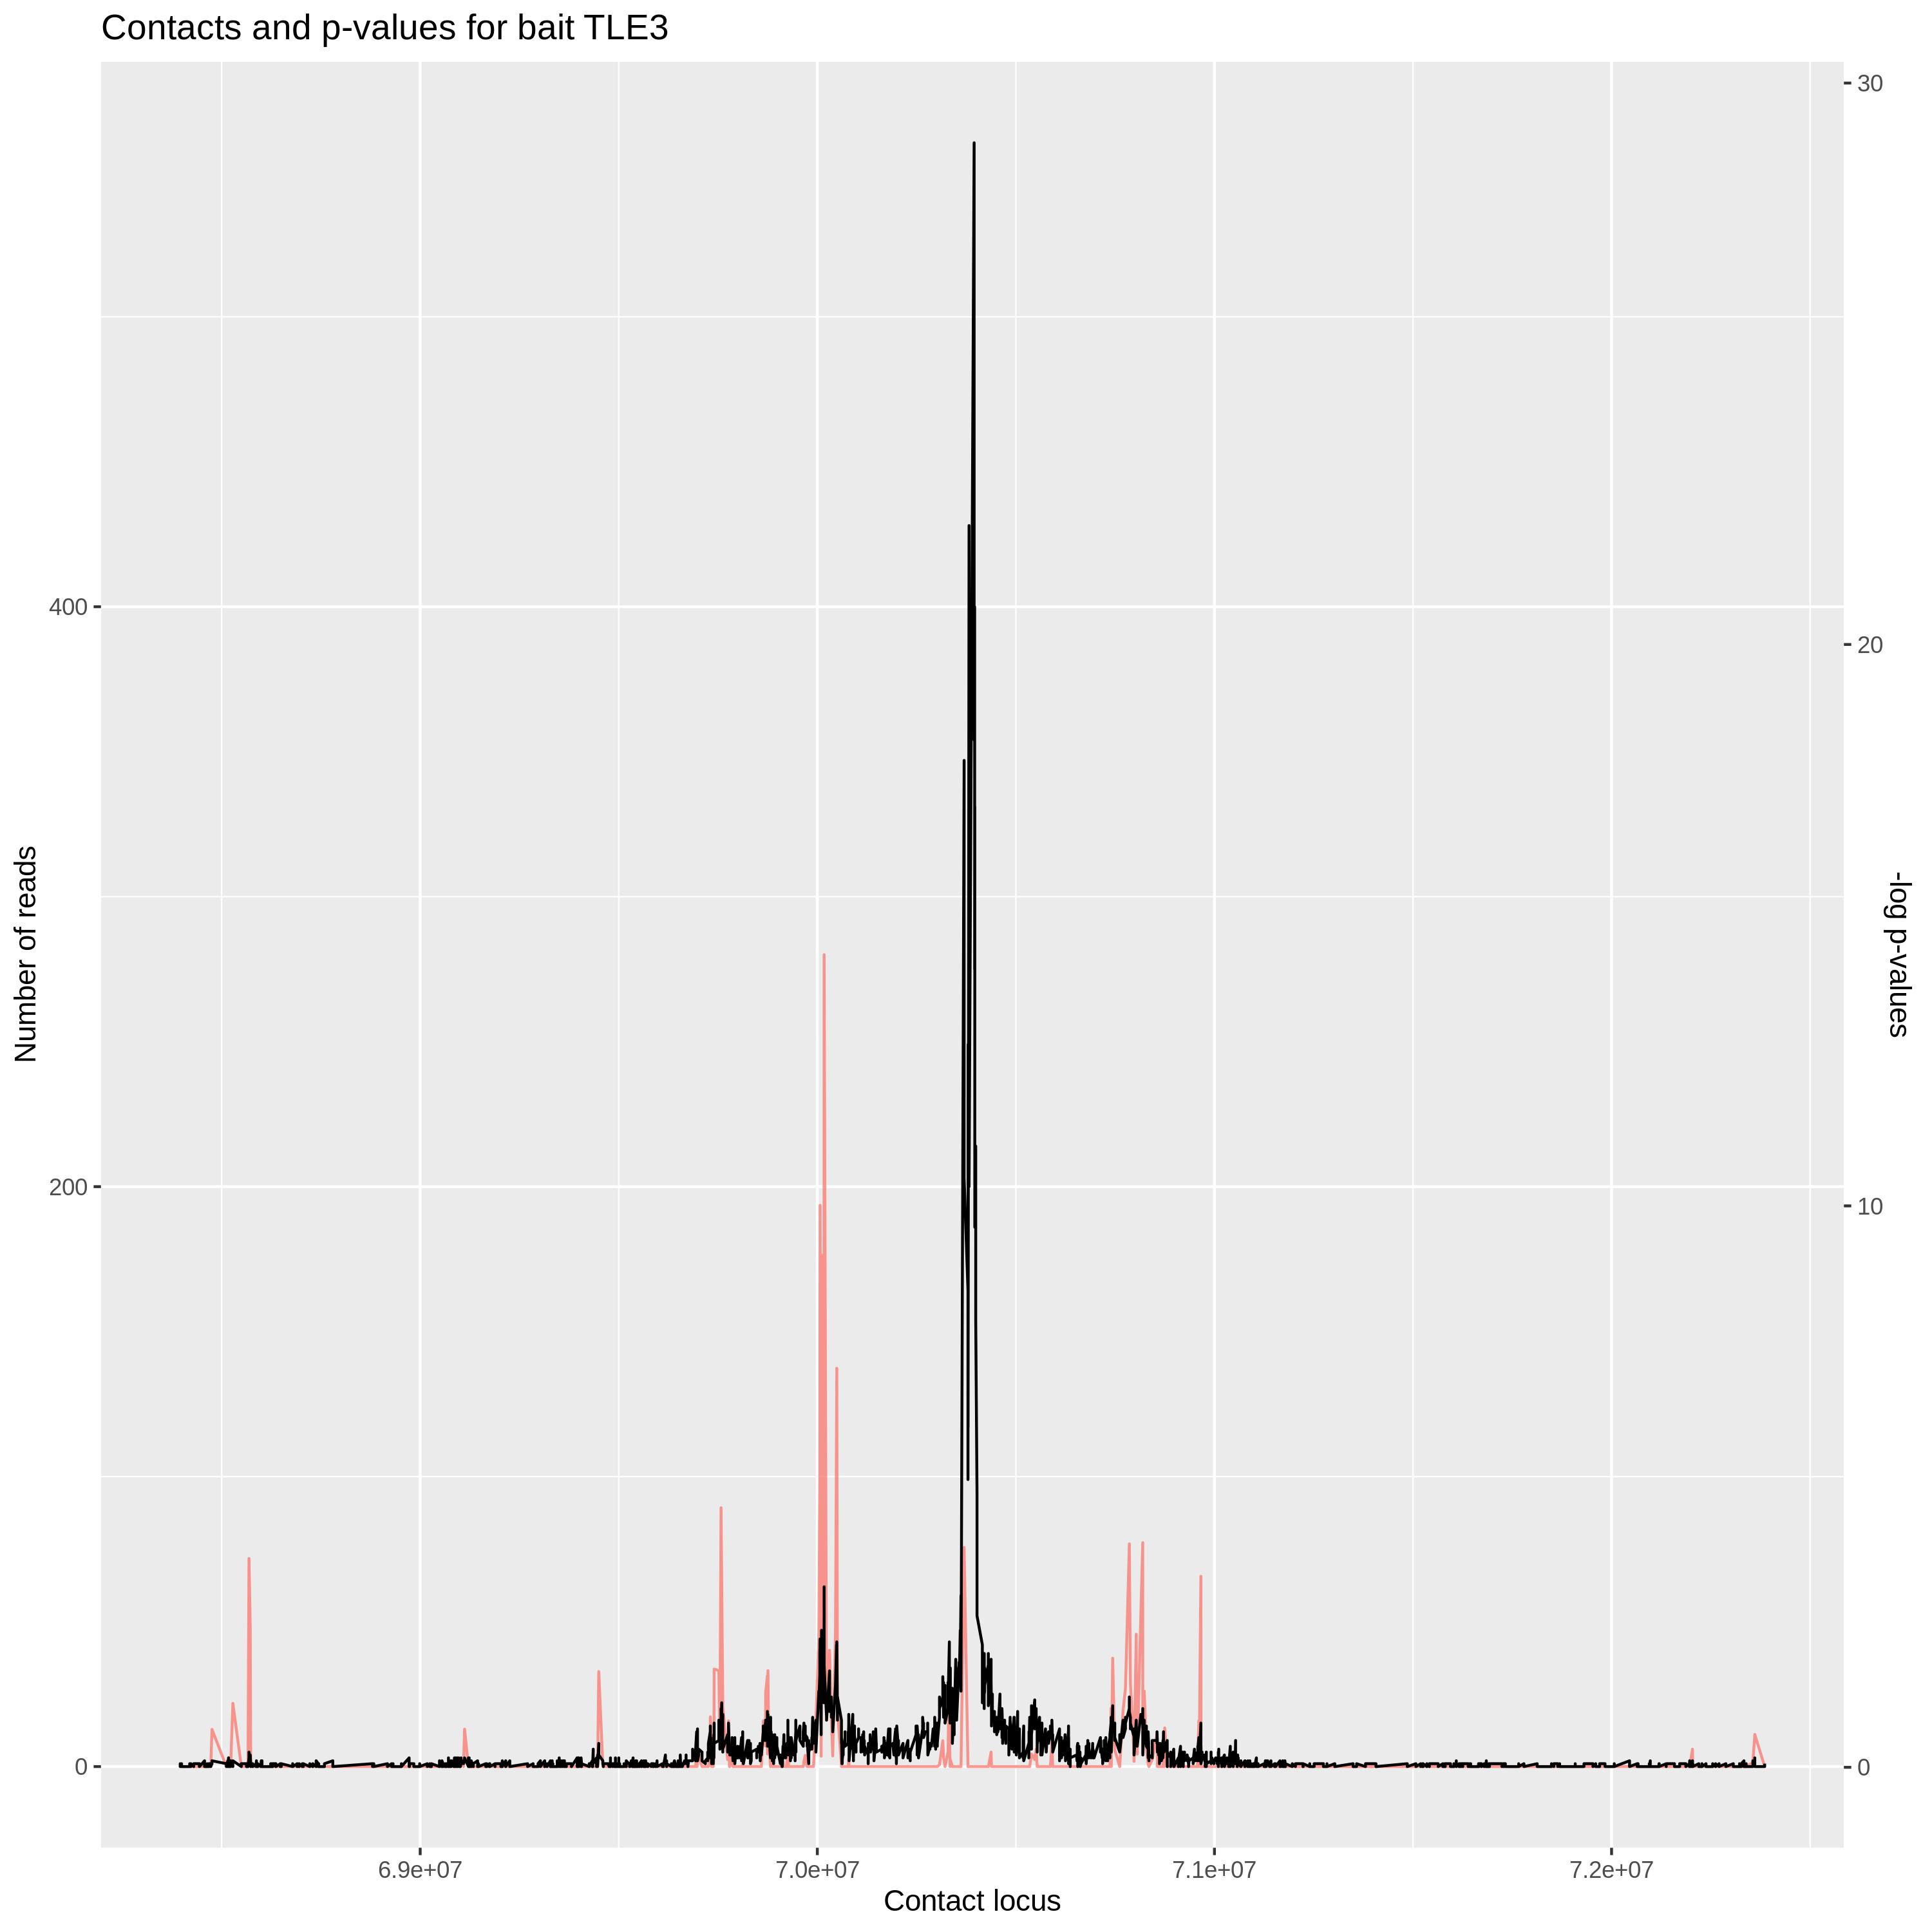 Contacts and p-values for bait TLE3
30
400
20
Number of reads
-log p-values
200
10
0
0
6.9e+07
7.0e+07
7.1e+07
7.2e+07
Contact locus